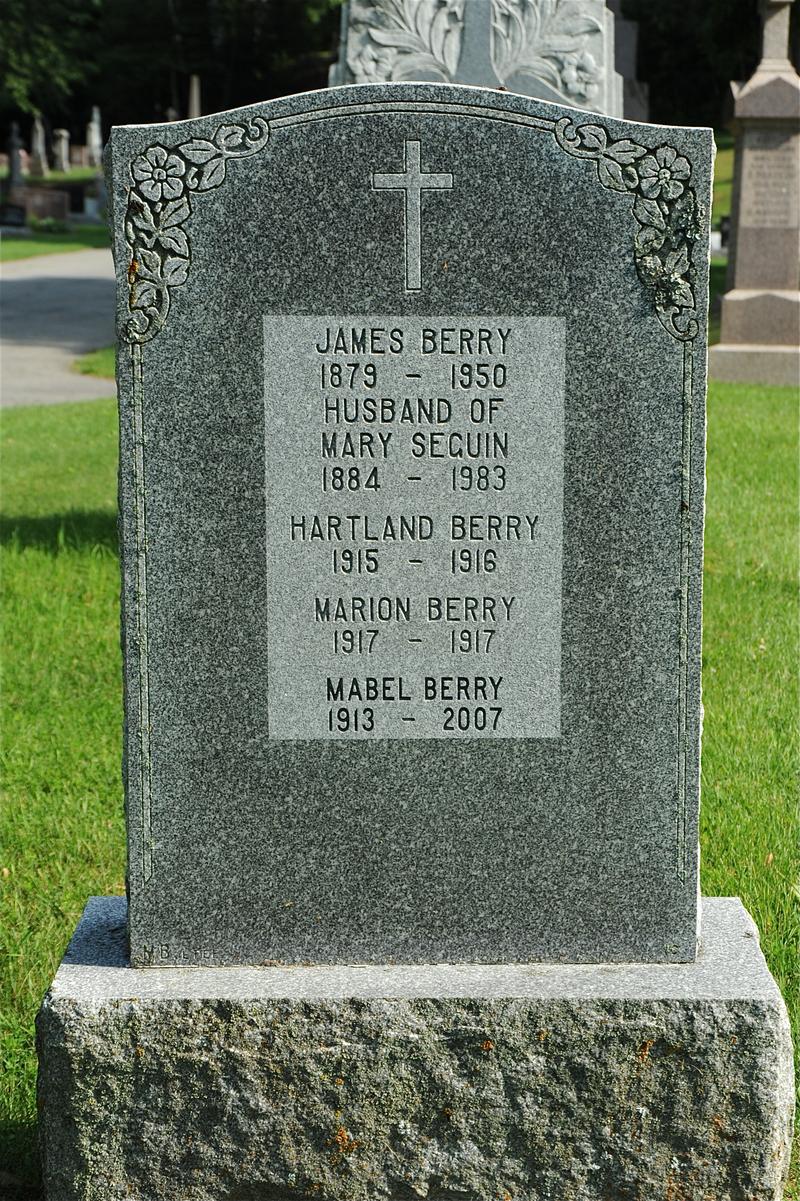 JAMES BERRY
1879 - 1950
HUSBAND OF
MARY SEGUIN
1884 - 1983
HARTLAND BERRY
1915 - 1916
MARION BERRY
1917 - 1917
MABEL BERRY
1913 - 2007